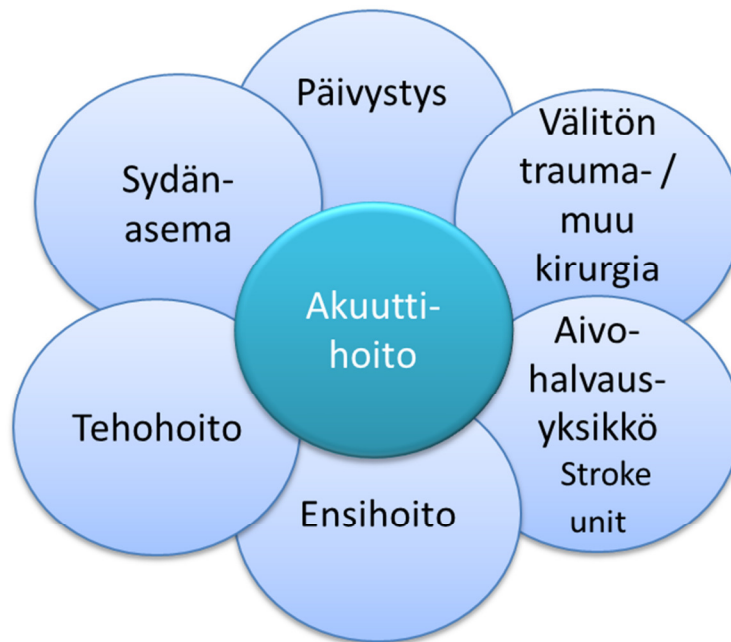 Päivystys
Välitön
trauma- /
muu
kirurgia
Sydän-
asema
Akuutti-
hoito
Aivo-
halvaus-
yksikkö
Stroke
unit
Tehohoito
Ensihoito